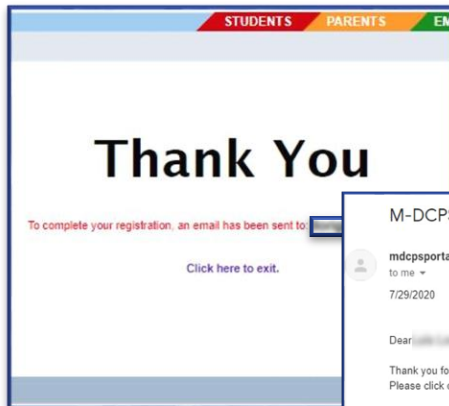 STUDENTS PARENTS EM
Thank You
To complete your registration, an email has been sent to:
Click here to exit.
M-DCPS
mdcpsporta
to me
7/29/2020
Dear
Thank you fo
Please click